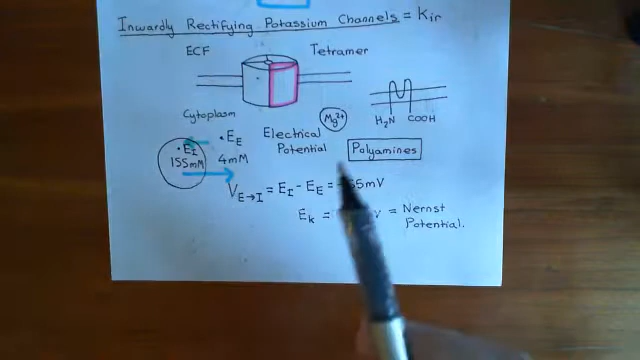 Inwardly Rectifying Potassium Channels = Kir
ECF
Tetramer
Cytoplasm
Mg2+
H2N
COOH
•EI
•EE
155mM
4mM
Electrical
Potential
Polyamines
VE→I = EI - EE =
mV
EK =
= Nernst
Potential.